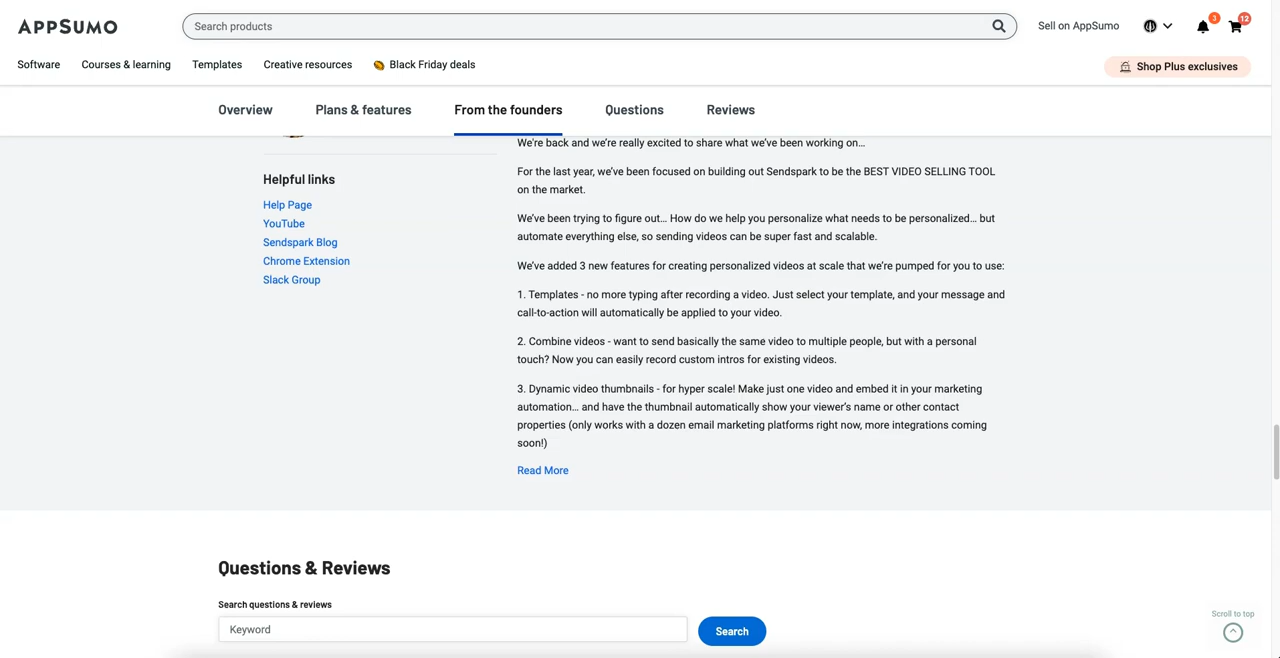 APPSUMO
Search products
Sell on AppSumo
3
12
Software
Courses & learning
Templates
Creative resources
Black Friday deals
Shop Plus exclusives
Overview
Plans & features
From the founders
Questions
Reviews
Helpful links
Help Page
YouTube
Sendspark Blog
Chrome Extension
Slack Group
We're back and we're really excited to share what we've been working on…
For the last year, we've been focused on building out Sendspark to be the BEST VIDEO SELLING TOOL
on the market.
We've been trying to figure out… How do we help you personalize what needs to be personalized… but
automate everything else, so sending videos can be super fast and scalable.
We've added 3 new features for creating personalized videos at scale that we're pumped for you to use:
1. Templates - no more typing after recording a video. Just select your template, and your message and
call-to-action will automatically be applied to your video.
2. Combine videos - want to send basically the same video to multiple people, but with a personal
touch? Now you can easily record custom intros for existing videos.
3. Dynamic video thumbnails - for hyper scale! Make just one video and embed it in your marketing
automation… and have the thumbnail automatically show your viewer's name or other contact
properties (only works with a dozen email marketing platforms right now, more integrations coming
soon!)
Read More
Questions & Reviews
Search questions & reviews
Keyword
Search
Scroll to top